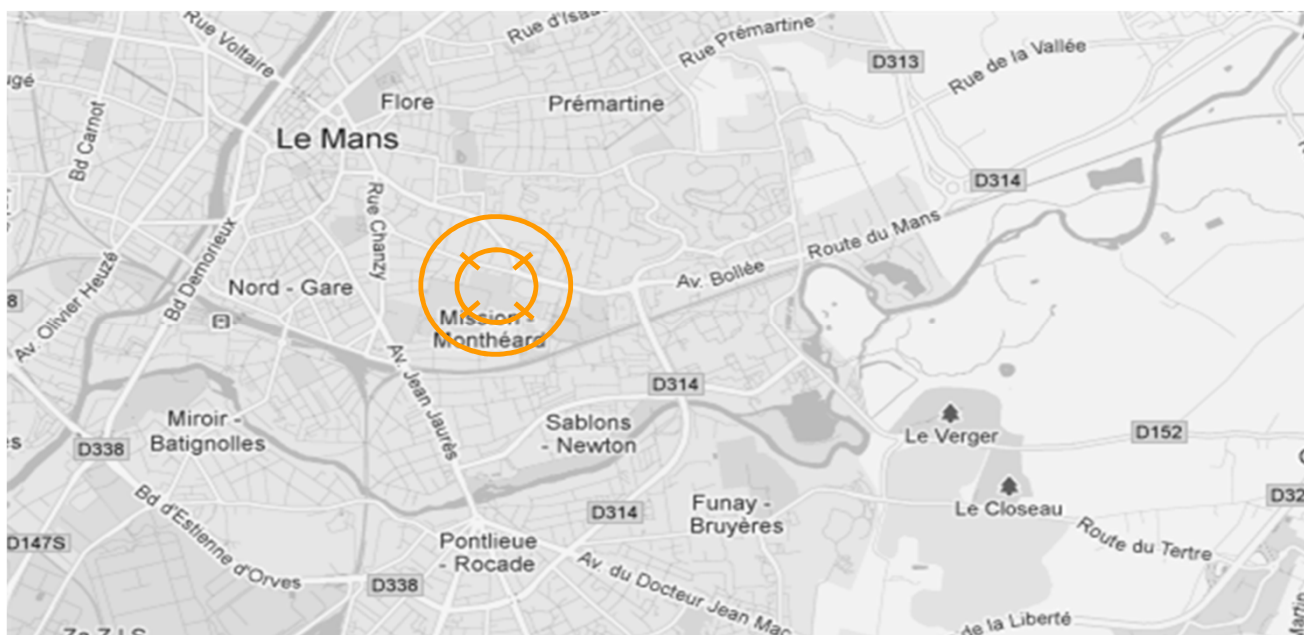 Rue Voltaire
Rue d'Isaac
Rue Prémartine
D313
Rue de la Vallée
Flore
Prémartine
Bd Carnot
Le Mans
D314
Rue Chanzy
Route du Mans
Bd Demorieux
Av. Olivier Heuzé
Nord - Gare
Av. Bollée
Mission -
Monthéard
Av. Jean Jaurès
D314
Miroir -
Batignolles
Sablons
- Newton
Le Verger
D152
D338
Bd d'Estienne d'Orves
D314
Funay -
Bruyères
Le Closeau
D147S
Pontlieue
- Rocade
Route du Tertre
D338
Av. du Docteur Jean Mac
de la Liberté